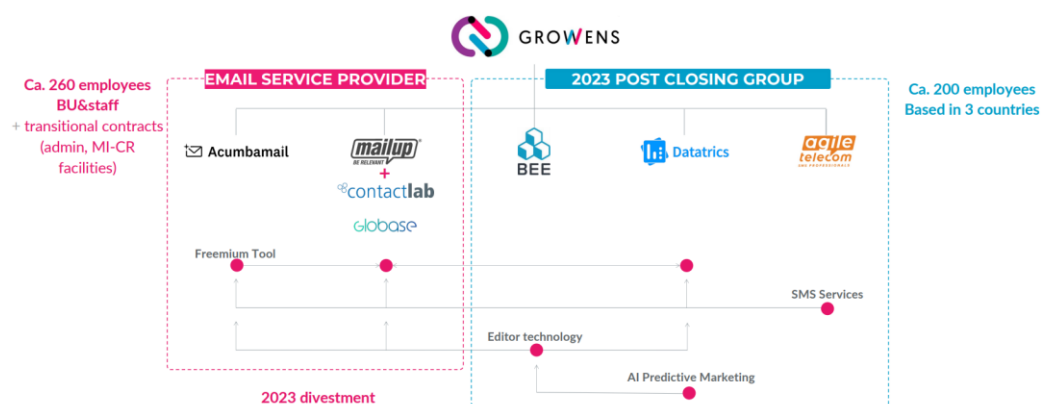 GROWENS
EMAIL SERVICE PROVIDER
2023 POST CLOSING GROUP
Ca. 260 employees
BU&staff
+ transitional contracts
(admin, MI-CR
facilities)
Ca. 200 employees
Based in 3 countries
Acumbamail
mailup®
BE RELEVANT
+
contactlab
GLOBASE
BEE
Datatrics
agile
telecom
SMS PROFESSIONALS
Freemium Tool
SMS Services
Editor technology
AI Predictive Marketing
2023 divestment